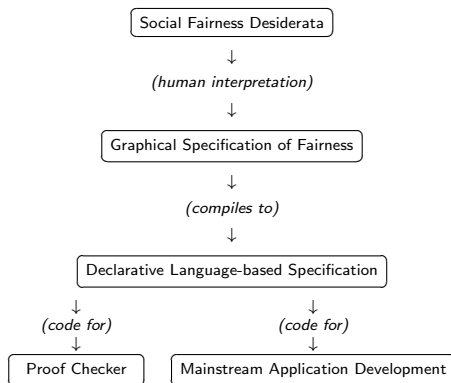 Social Fairness Desiderata
↓
(human interpretation)
↓
Graphical Specification of Fairness
↓
(compiles to)
↓
Declarative Language-based Specification
↓ ↓
(code for) (code for)
↓ ↓
Proof Checker Mainstream Application Development